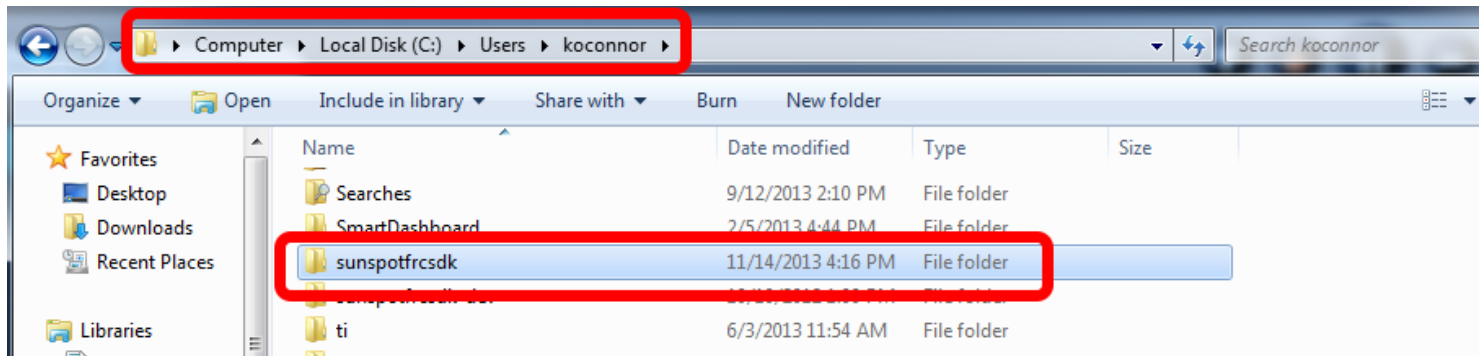 Computer Local Disk (C:) Users koconnor Search koconnor
Organize Open Include in library Share with Burn New folder
Favorites
Desktop
Downloads
Recent Places
Libraries
Name Date modified Type Size
Searches 9/12/2013 2:10 PM File folder
SmartDashboard 2/5/2013 4:44 PM File folder
sunspotfrcsdk 11/14/2013 4:16 PM File folder
ti 6/3/2013 11:54 AM File folder